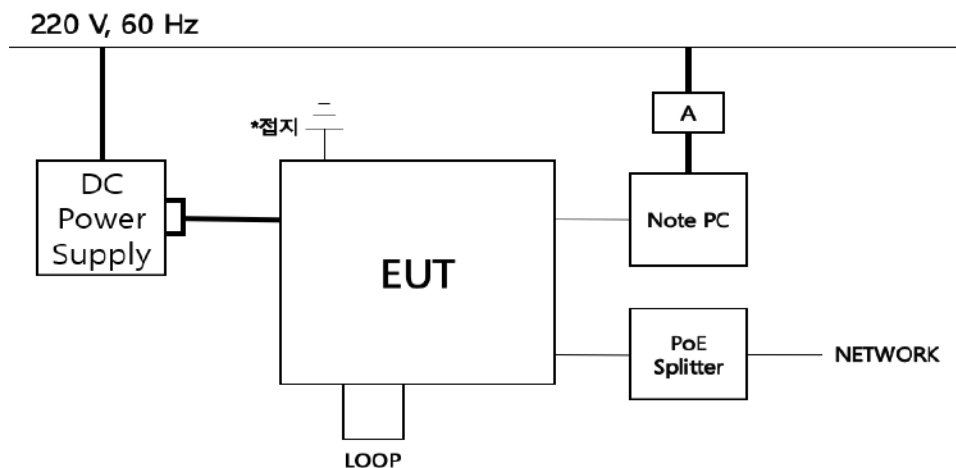 220 V, 60 Hz
*접지
A
DC
Power
Supply
EUT
Note PC
PoE
Splitter
NETWORK
LOOP